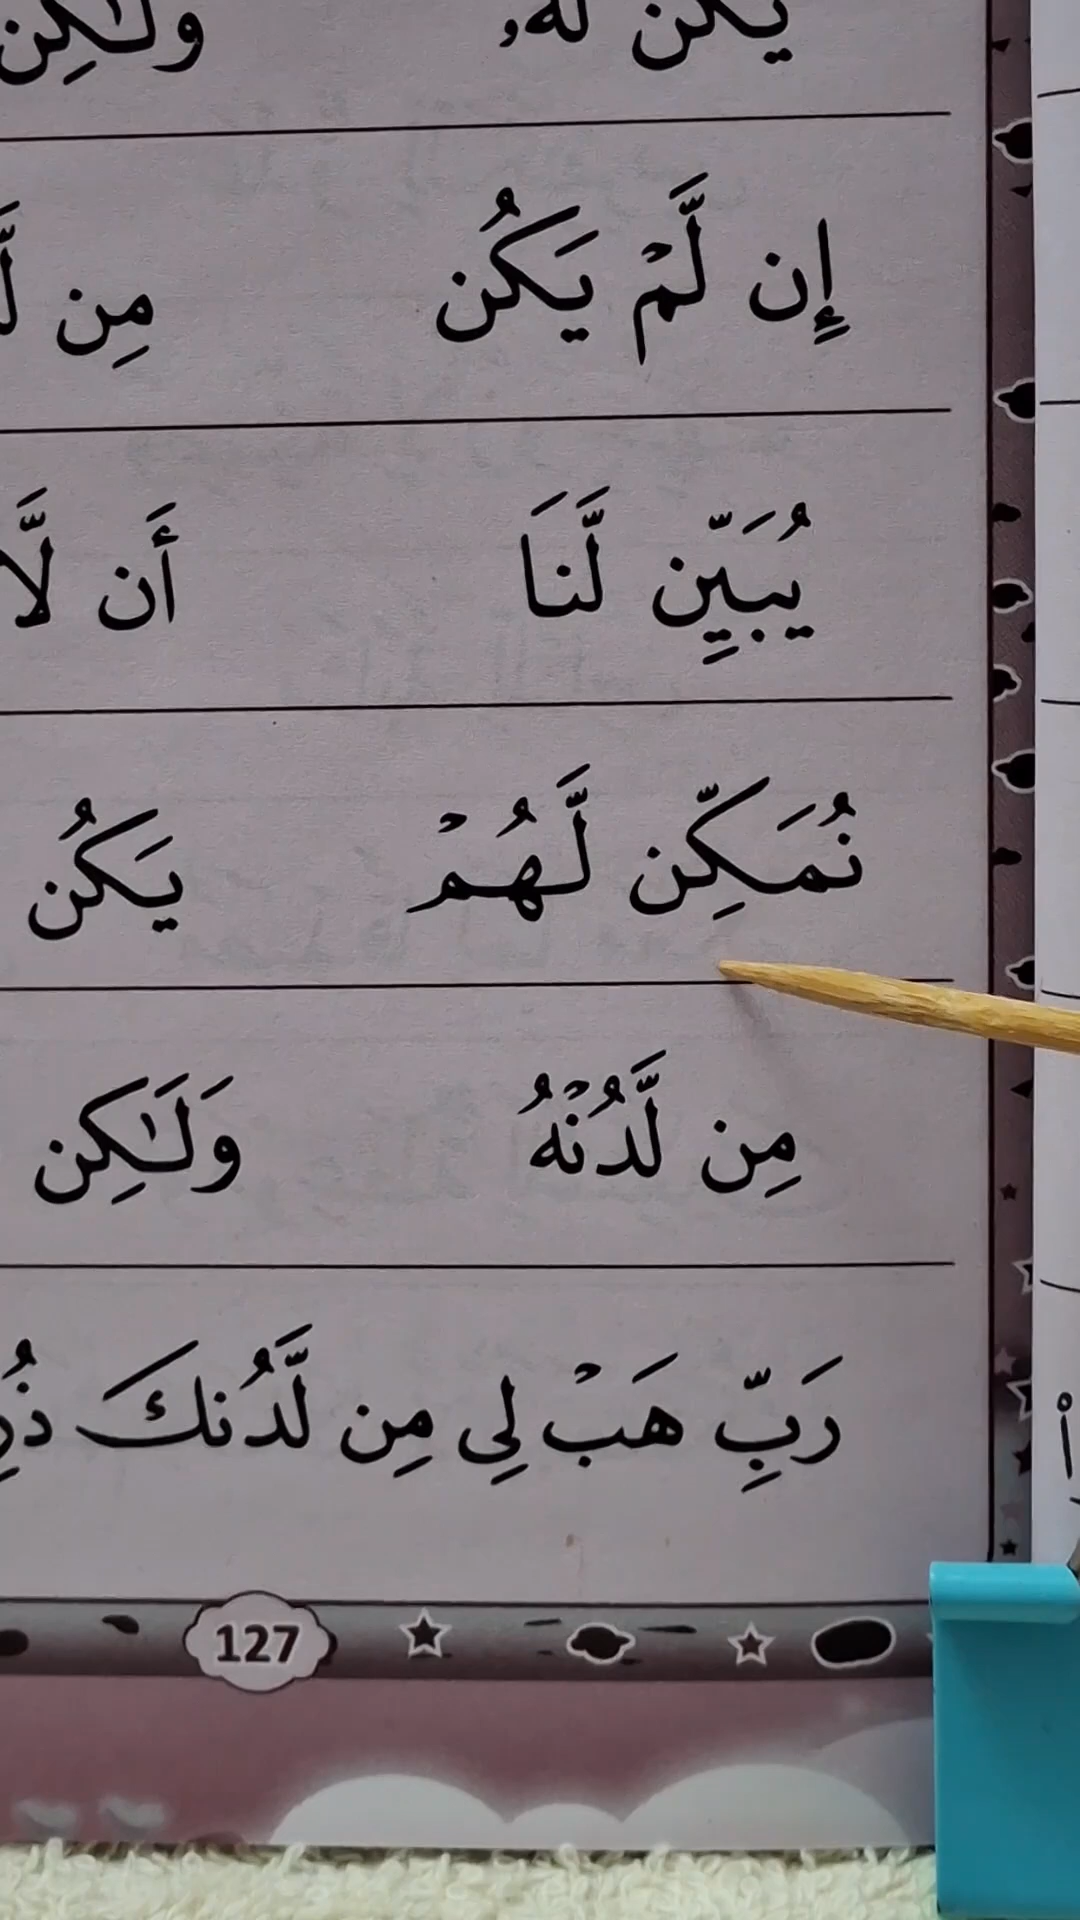 يَكُن لَهُۥ وَلَـٰكِن
إِن لَّمْ يَكُن مِن
يُبَيِّن لَّنَا أَن لَّا
نُمَكِّن لَّهُمْ يَكُن
مِن لَّدُنْهُ وَلَـٰكِن
رَبِّ هَبْ لِى مِن لَّدُنكَ
127